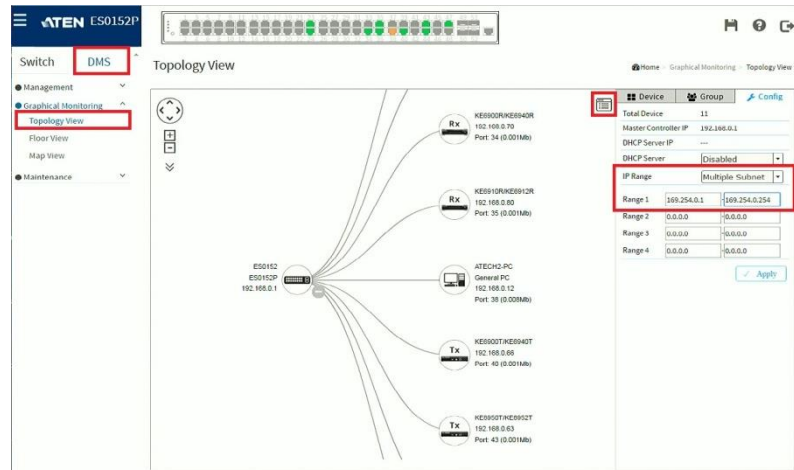 ATEN ES0152P
Switch
DMS
Management
Graphical Monitoring
Topology View
Floor View
Map View
Maintenance
Topology View
Home - Graphical Monitoring - Topology View
KE6900R/KE6940R
Rx
192.168.0.70
Port: 34 (0.001Mb)
KE6910R/KE6912R
Rx
192.168.0.80
Port: 35 (0.001Mb)
ES0152
ES0152P
192.168.0.1
ATECH2-PC
General PC
192.168.0.12
Port: 38 (0.008Mb)
KE6900T/KE6940T
Tx
192.168.0.66
Port: 40 (0.001Mb)
KE6950T/KE6952T
Tx
192.168.0.63
Port: 43 (0.001Mb)
Device
Group
Config
Total Device 11
Master Controller IP 192.168.0.1
DHCP Server IP ---
DHCP Server Disabled
IP Range Multiple Subnet
Range 1 169.254.0.1 -169.254.0.254
Range 2 0.0.0.0 -0.0.0.0
Range 3 0.0.0.0 -0.0.0.0
Range 4 0.0.0.0 -0.0.0.0
Apply